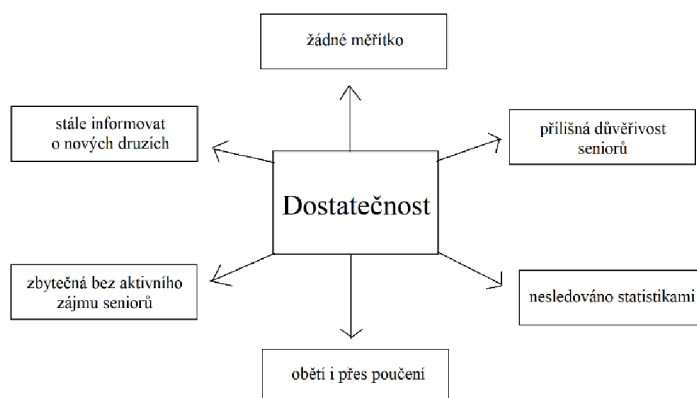 žádné měřítko
stále informovat
o nových druzích
přílišná důvěřivost
seniorů
Dostatečnost
zbytečná bez aktivního
zájmu seniorů
nesledováno statistikami
obětí i přes poučení